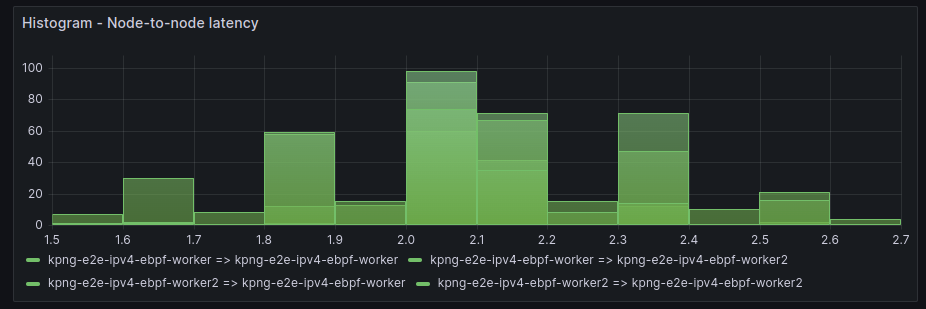 Histogram - Node-to-node latency
100
80
60
40
20
0
1.5 1.6 1.7 1.8 1.9 2.0 2.1 2.2 2.3 2.4 2.5 2.6 2.7
kpng-e2e-ipv4-ebpf-worker => kpng-e2e-ipv4-ebpf-worker kpng-e2e-ipv4-ebpf-worker => kpng-e2e-ipv4-ebpf-worker2
kpng-e2e-ipv4-ebpf-worker2 => kpng-e2e-ipv4-ebpf-worker kpng-e2e-ipv4-ebpf-worker2 => kpng-e2e-ipv4-ebpf-worker2